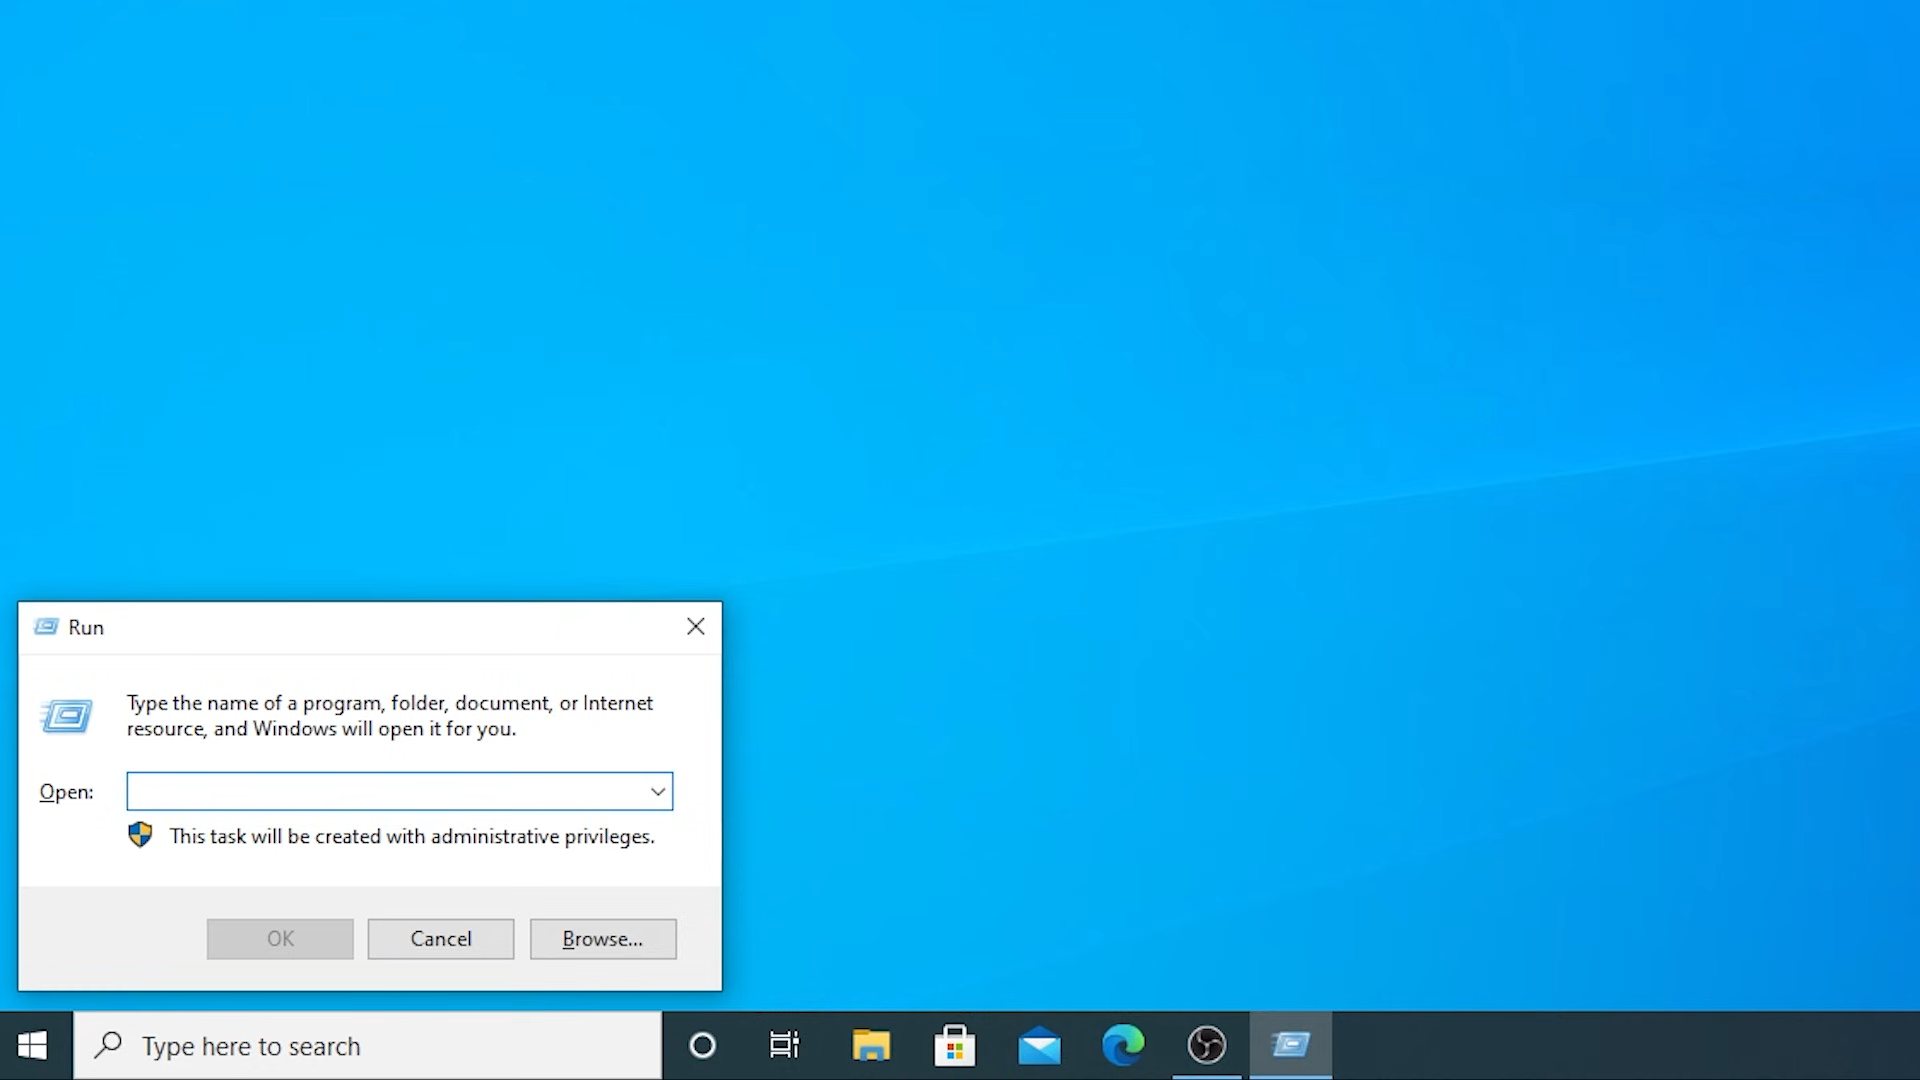 Run
Type the name of a program, folder, document, or Internet
resource, and Windows will open it for you.
Open:
This task will be created with administrative privileges.
OK
Cancel
Browse...
Type here to search